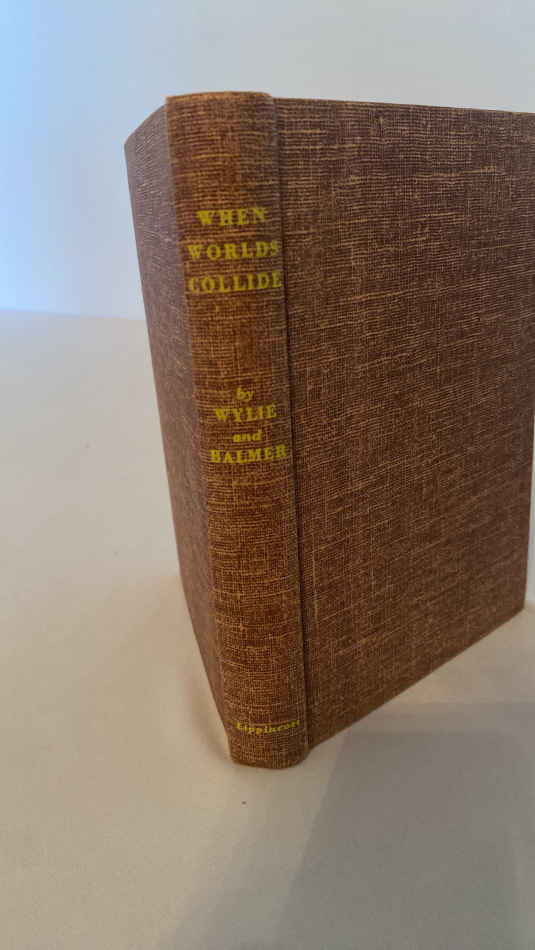 WHEN
WORLDS
COLLIDE
by
WYLIE
and
BALMER
Lippincott